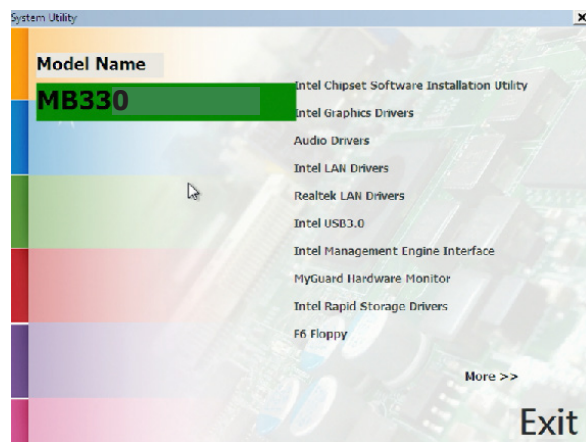 System Utility
Model Name
MB330
Intel Chipset Software Installation Utility
Intel Graphics Drivers
Audio Drivers
Intel LAN Drivers
Realtek LAN Drivers
Intel USB3.0
Intel Management Engine Interface
MyGuard Hardware Monitor
Intel Rapid Storage Drivers
F6 Floppy
More >>
Exit